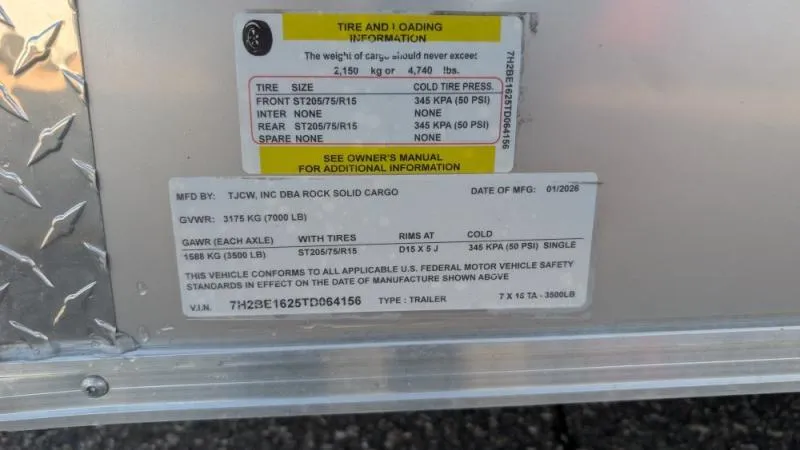 TIRE AND LOADING
INFORMATION
The weight of cargo should never exceed
2,150 kg or 4,740 lbs.
TIRE SIZE COLD TIRE PRESS.
FRONT ST205/75/R15 345 KPA (50 PSI)
INTER NONE NONE
REAR ST205/75/R15 345 KPA (50 PSI)
SPARE NONE NONE
SEE OWNER'S MANUAL
FOR ADDITIONAL INFORMATION
7H2BE1625TD064156
MFD BY: TJCW, INC DBA ROCK SOLID CARGO DATE OF MFG: 01/2026
GVWR: 3175 KG (7000 LB)
GAWR (EACH AXLE) WITH TIRES RIMS AT COLD
1588 KG (3500 LB) ST205/75/R15 D15 X 5 J 345 KPA (50 PSI) SINGLE
THIS VEHICLE CONFORMS TO ALL APPLICABLE U.S. FEDERAL MOTOR VEHICLE SAFETY
STANDARDS IN EFFECT ON THE DATE OF MANUFACTURE SHOWN ABOVE
V.I.N. 7H2BE1625TD064156 TYPE : TRAILER 7 X 16 TA - 3500LB